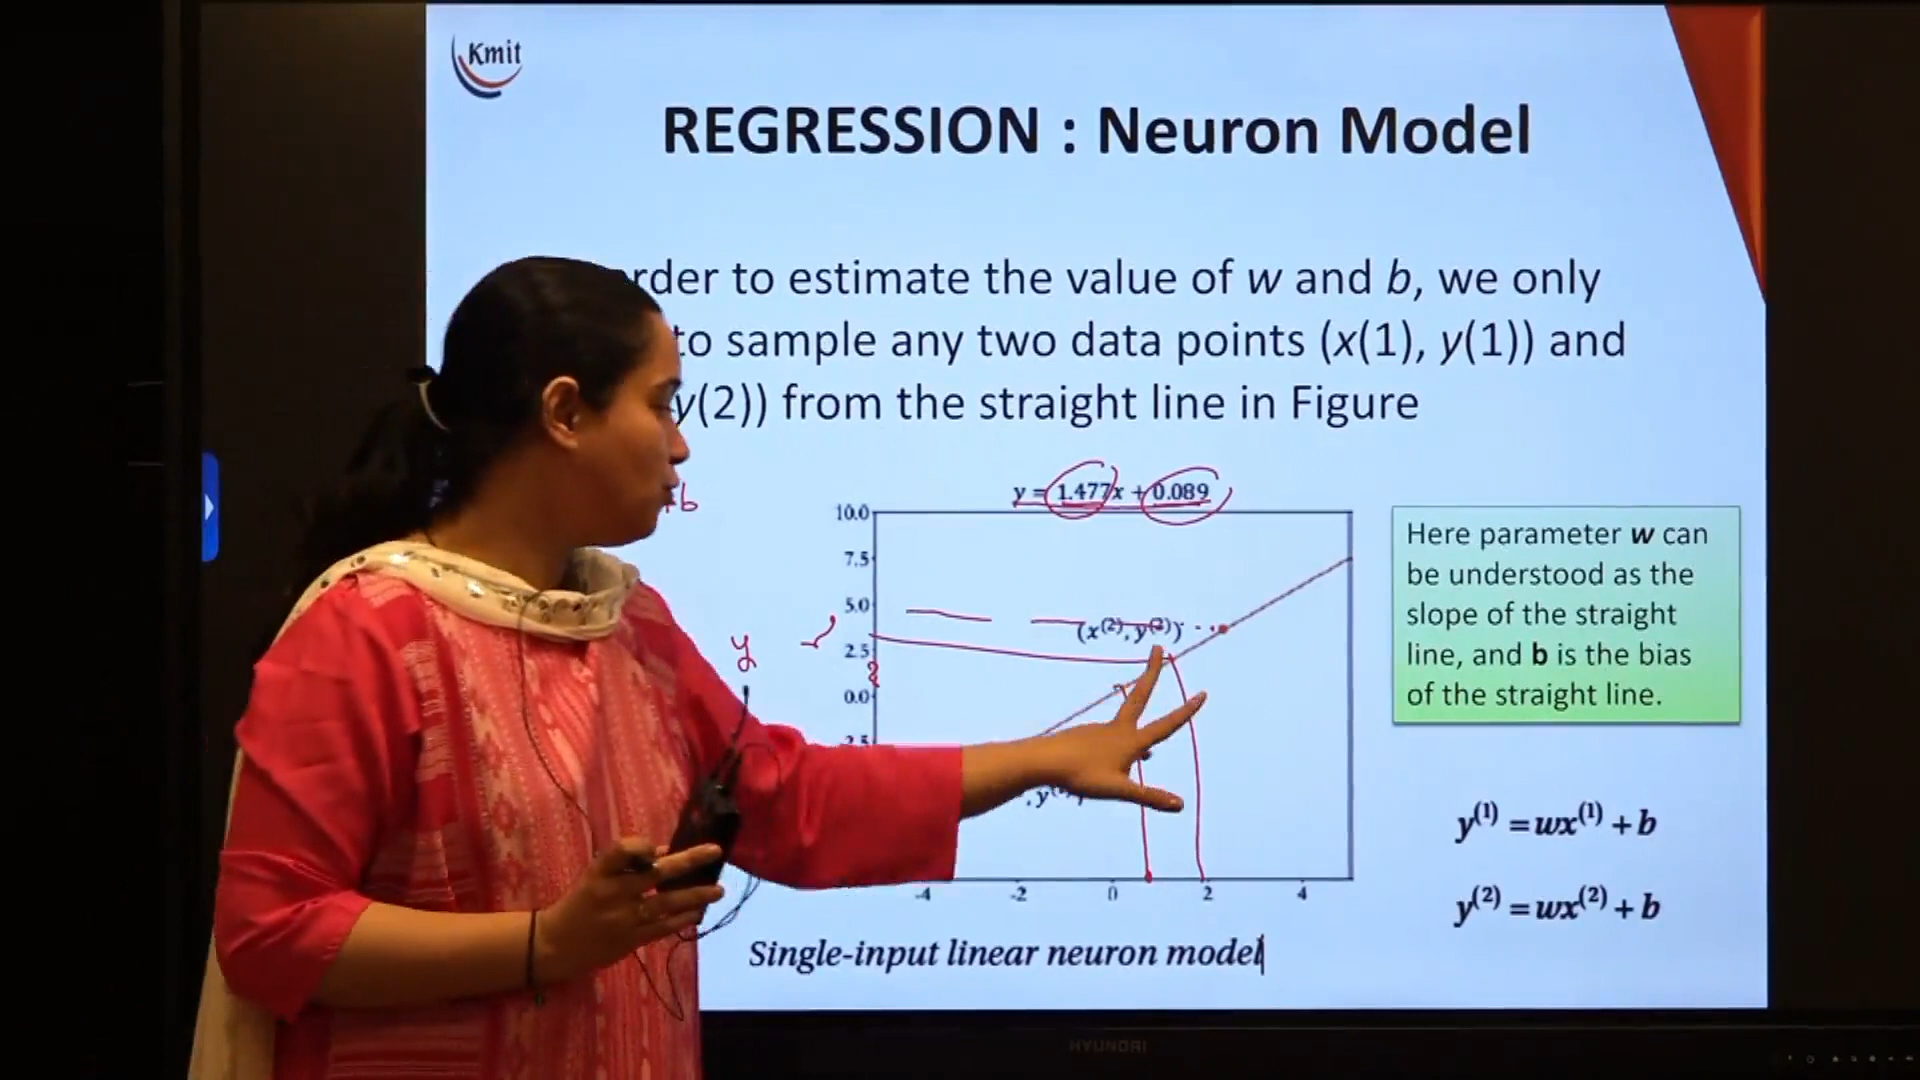 Kmit
REGRESSION : Neuron Model
to estimate the value of w and b, we only
to sample any two data points (x(1), y(1)) and
y(2)) from the straight line in Figure
+b
y = 1.477x + 0.089
10.0
7.5
5.0
2.5
0.0
(x⁽²⁾, y⁽²⁾)
y
-4 -2 0 2 4
Single-input linear neuron model
Here parameter w can
be understood as the
slope of the straight
line, and b is the bias
of the straight line.
y⁽¹⁾ = wx⁽¹⁾ + b
y⁽²⁾ = wx⁽²⁾ + b
HYUNDAI